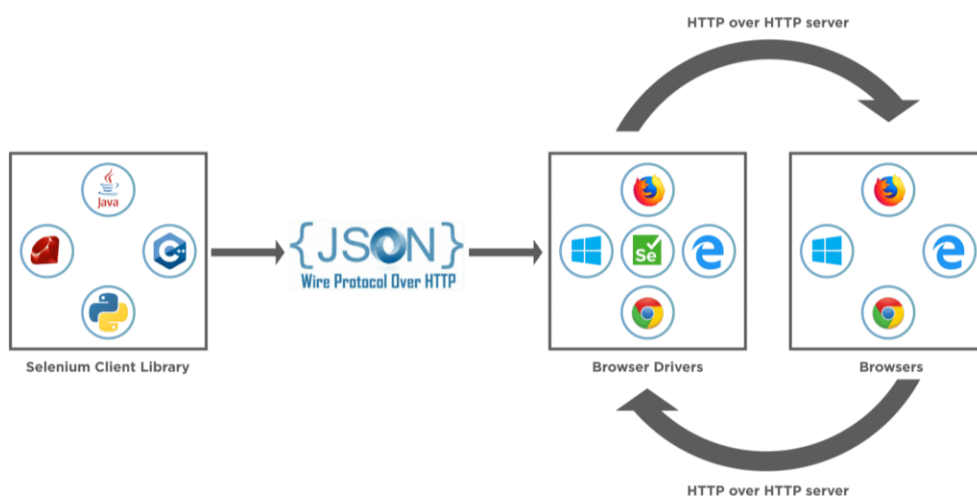 HTTP over HTTP server
Java
C++
{JSON}
Wire Protocol Over HTTP
Se
Selenium Client Library
Browser Drivers
Browsers
HTTP over HTTP server